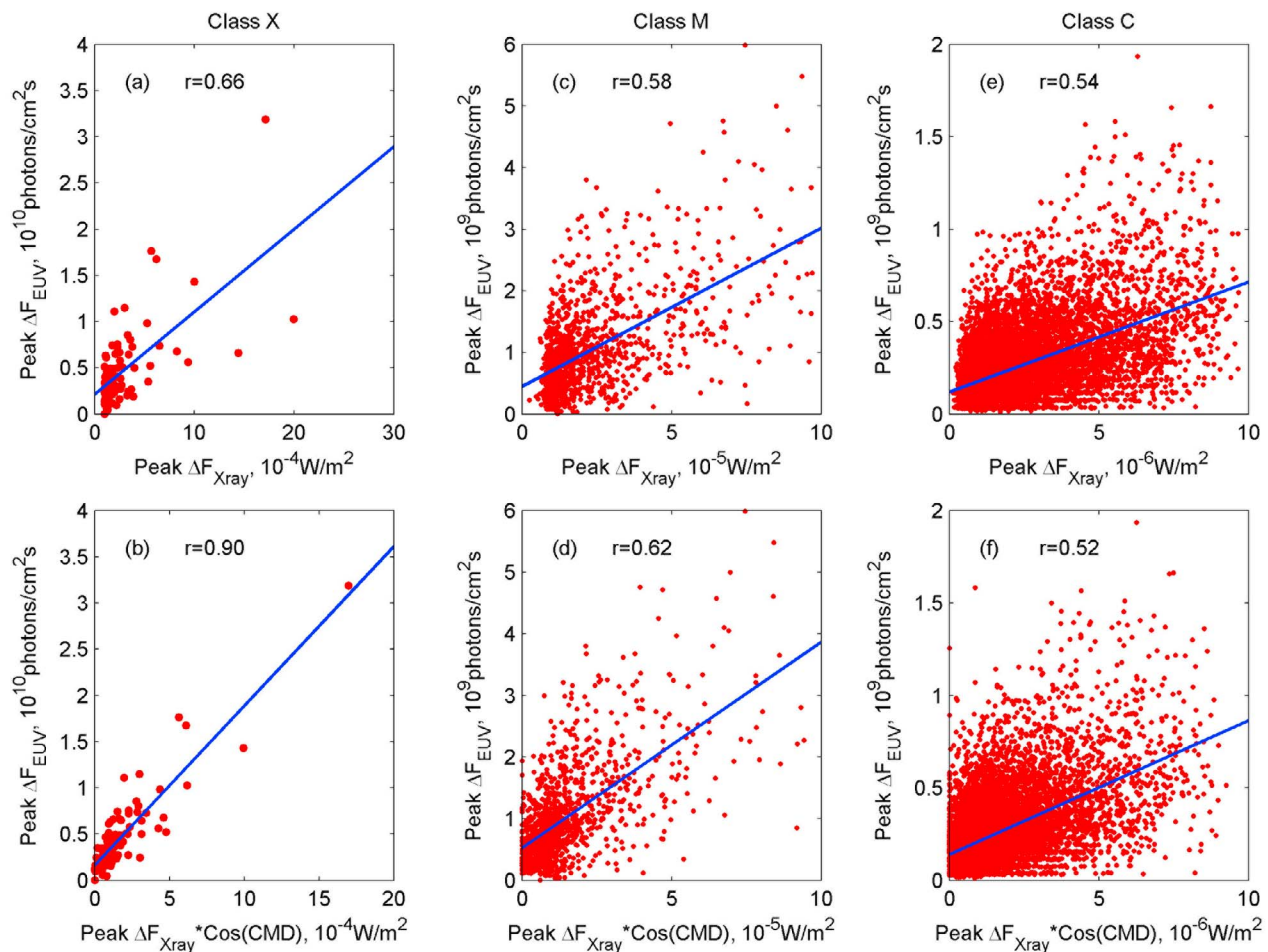 Class X
4
3.5
3
2.5
2
1.5
1
0.5
0
(a) r=0.66
Peak ΔF_EUV, 10^10 photons/cm^2s
0 10 20 30
Peak ΔF_Xray, 10^-4 W/m^2
Class M
6
5
4
3
2
1
0
(c) r=0.58
Peak ΔF_EUV, 10^9 photons/cm^2s
0 5 10
Peak ΔF_Xray, 10^-5 W/m^2
Class C
2
1.5
1
0.5
0
(e) r=0.54
Peak ΔF_EUV, 10^9 photons/cm^2s
0 5 10
Peak ΔF_Xray, 10^-6 W/m^2
4
3.5
3
2.5
2
1.5
1
0.5
0
(b) r=0.90
Peak ΔF_EUV, 10^10 photons/cm^2s
0 5 10 15 20
Peak ΔF_Xray*Cos(CMD), 10^-4 W/m^2
6
5
4
3
2
1
0
(d) r=0.62
Peak ΔF_EUV, 10^9 photons/cm^2s
0 5 10
Peak ΔF_Xray*Cos(CMD), 10^-5 W/m^2
2
1.5
1
0.5
0
(f) r=0.52
Peak ΔF_EUV, 10^9 photons/cm^2s
0 5 10
Peak ΔF_Xray*Cos(CMD), 10^-6 W/m^2